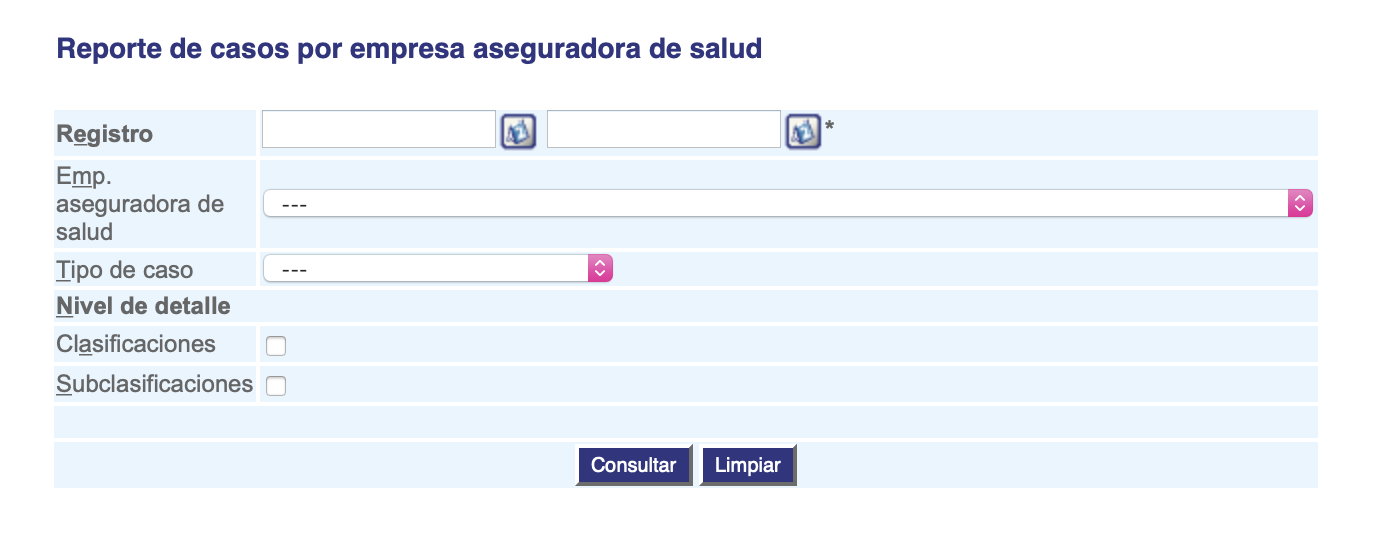 Reporte de casos por empresa aseguradora de salud
Registro
*
Emp.
aseguradora de
salud
---
Tipo de caso
---
Nivel de detalle
Clasificaciones
Subclasificaciones
Consultar
Limpiar